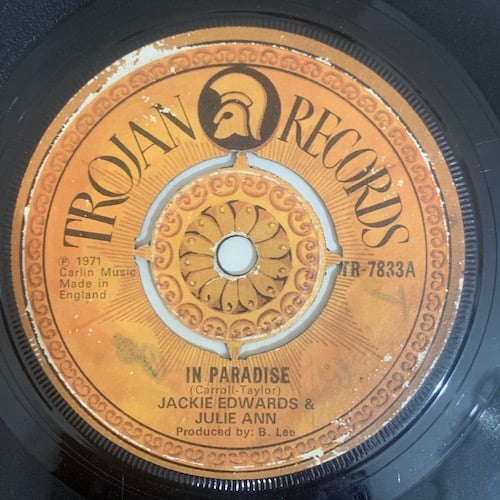 TROJAN RECORDS
℗ 1971
Carlin Music
Made in
England
TR-7833A
IN PARADISE
(Carroll-Taylor)
JACKIE EDWARDS &
JULIE ANN
Produced by: B. Lee